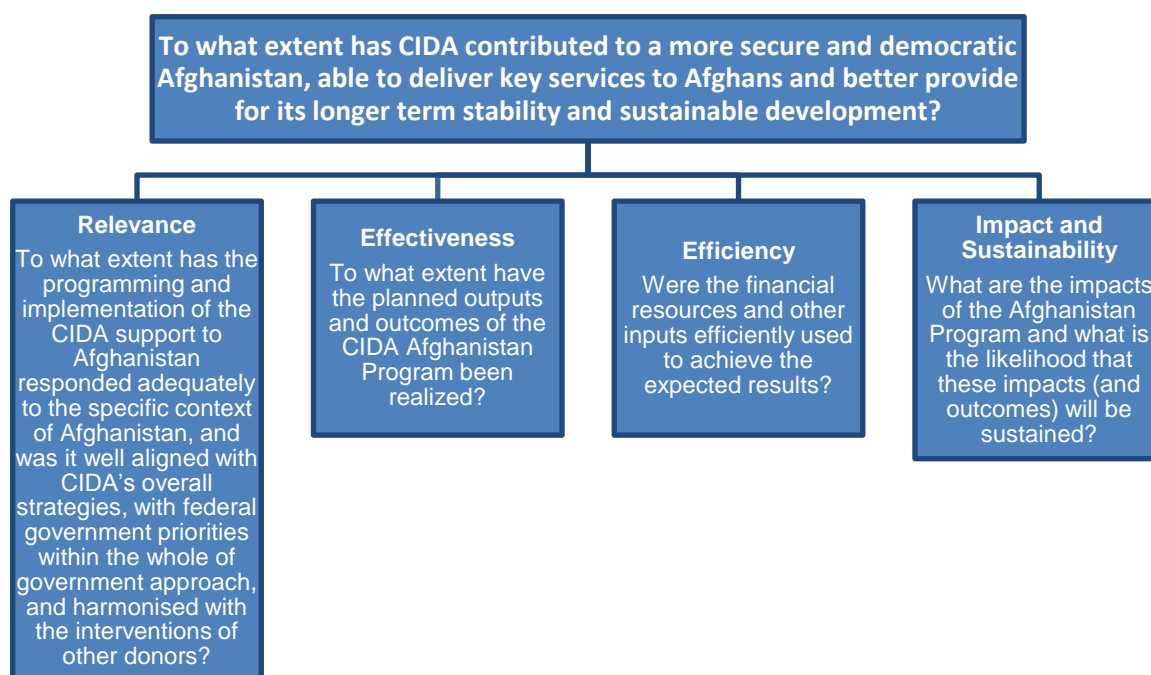 To what extent has CIDA contributed to a more secure and democratic
Afghanistan, able to deliver key services to Afghans and better provide
for its longer term stability and sustainable development?
Relevance
To what extent has the
programming and
implementation of the
CIDA support to
Afghanistan
responded adequately
to the specific context
of Afghanistan, and
was it well aligned with
CIDA's overall
strategies, with federal
government priorities
within the whole of
government approach,
and harmonised with
the interventions of
other donors?
Effectiveness
To what extent have
the planned outputs
and outcomes of the
CIDA Afghanistan
Program been
realized?
Efficiency
Were the financial
resources and other
inputs efficiently used
to achieve the
expected results?
Impact and
Sustainability
What are the impacts
of the Afghanistan
Program and what is
the likelihood that
these impacts (and
outcomes) will be
sustained?